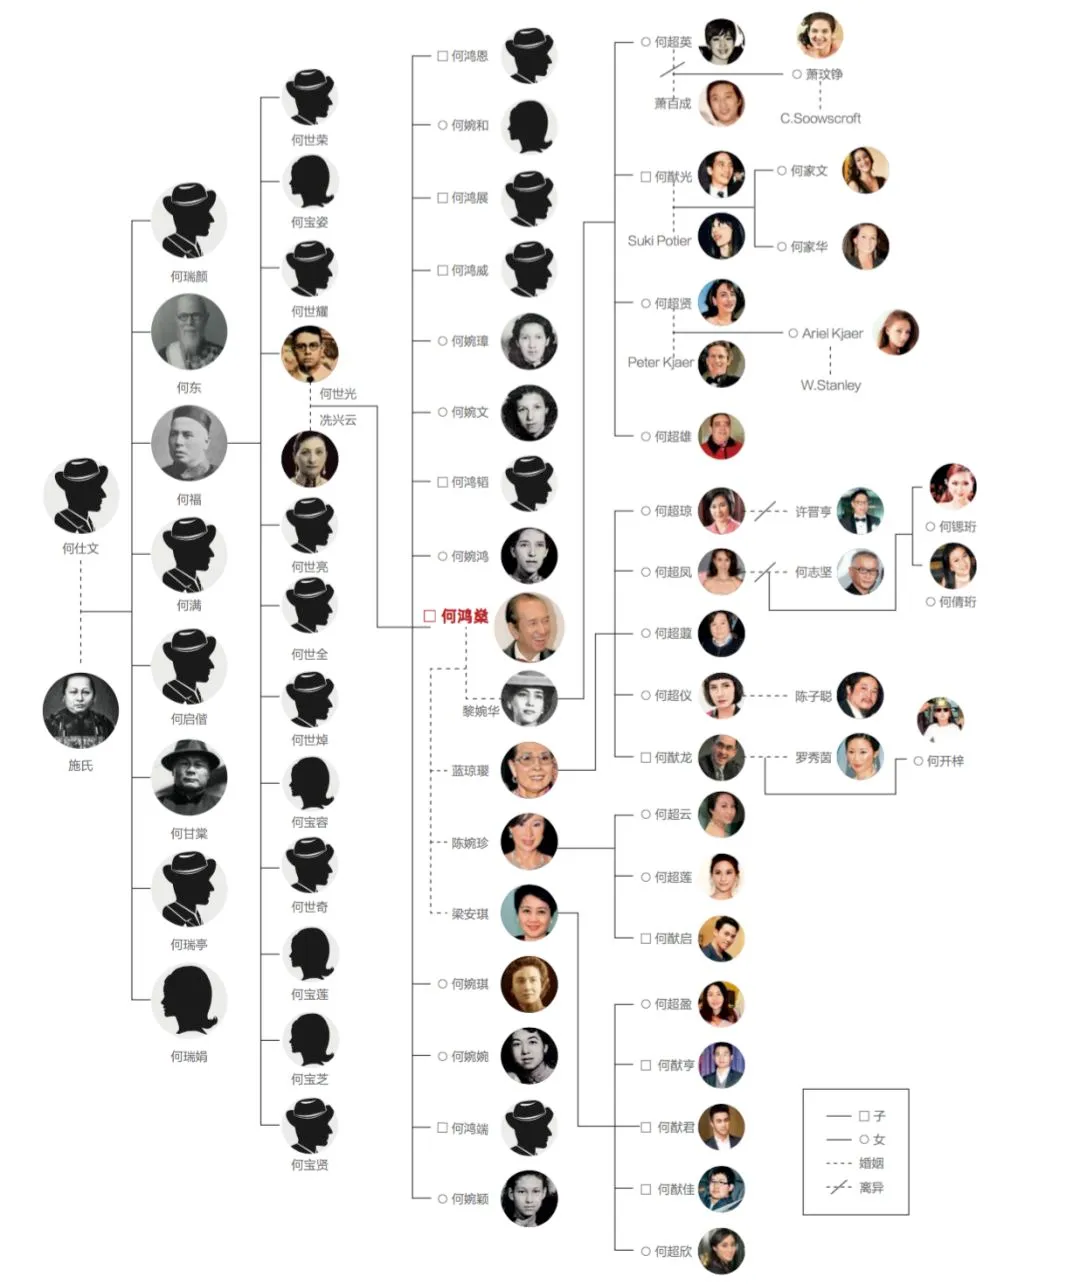 何仕文
施氏
何瑞颜
何东
何福
何满
何启偕
何甘棠
何瑞亭
何瑞娟
何世荣
何宝姿
何世耀
何世光
冼兴云
何世亮
何世全
何世焯
何宝容
何世奇
何宝莲
何宝芝
何宝贤
何鸿恩
何婉和
何鸿展
何鸿威
何婉璋
何婉文
何鸿韬
何婉鸿
何鸿燊
黎婉华
蓝琼璎
陈婉珍
梁安琪
何婉琪
何婉婉
何鸿端
何婉颖
何超英
萧百成
萧玟铮
C.Soowscroft
何猷光
Suki Potier
何家文
何家华
何超贤
Peter Kjaer
Ariel Kjaer
W.Stanley
何超雄
何超琼
许晋亨
何超凤
何志坚
何锶珩
何倩珩
何超蕸
何超仪
陈子聪
何猷龙
罗秀茵
何开梓
何超云
何超莲
何猷启
何超盈
何猷亨
何猷君
何猷佳
何超欣
子
女
婚姻
离异